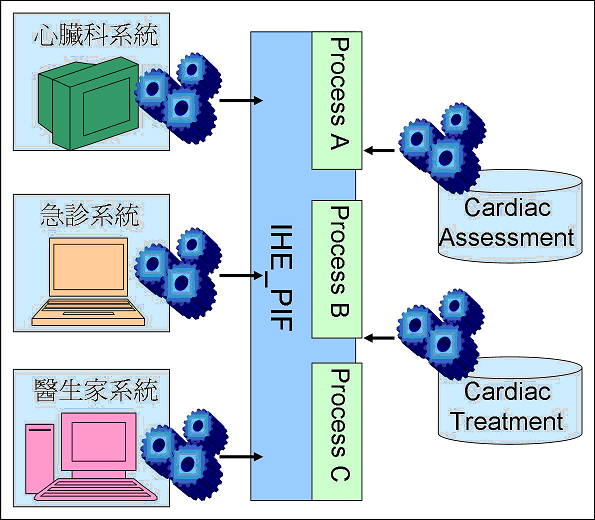 心臟科系統
急診系統
醫生家系統
IHE_PIF
Process A
Process B
Process C
Cardiac
Assessment
Cardiac
Treatment